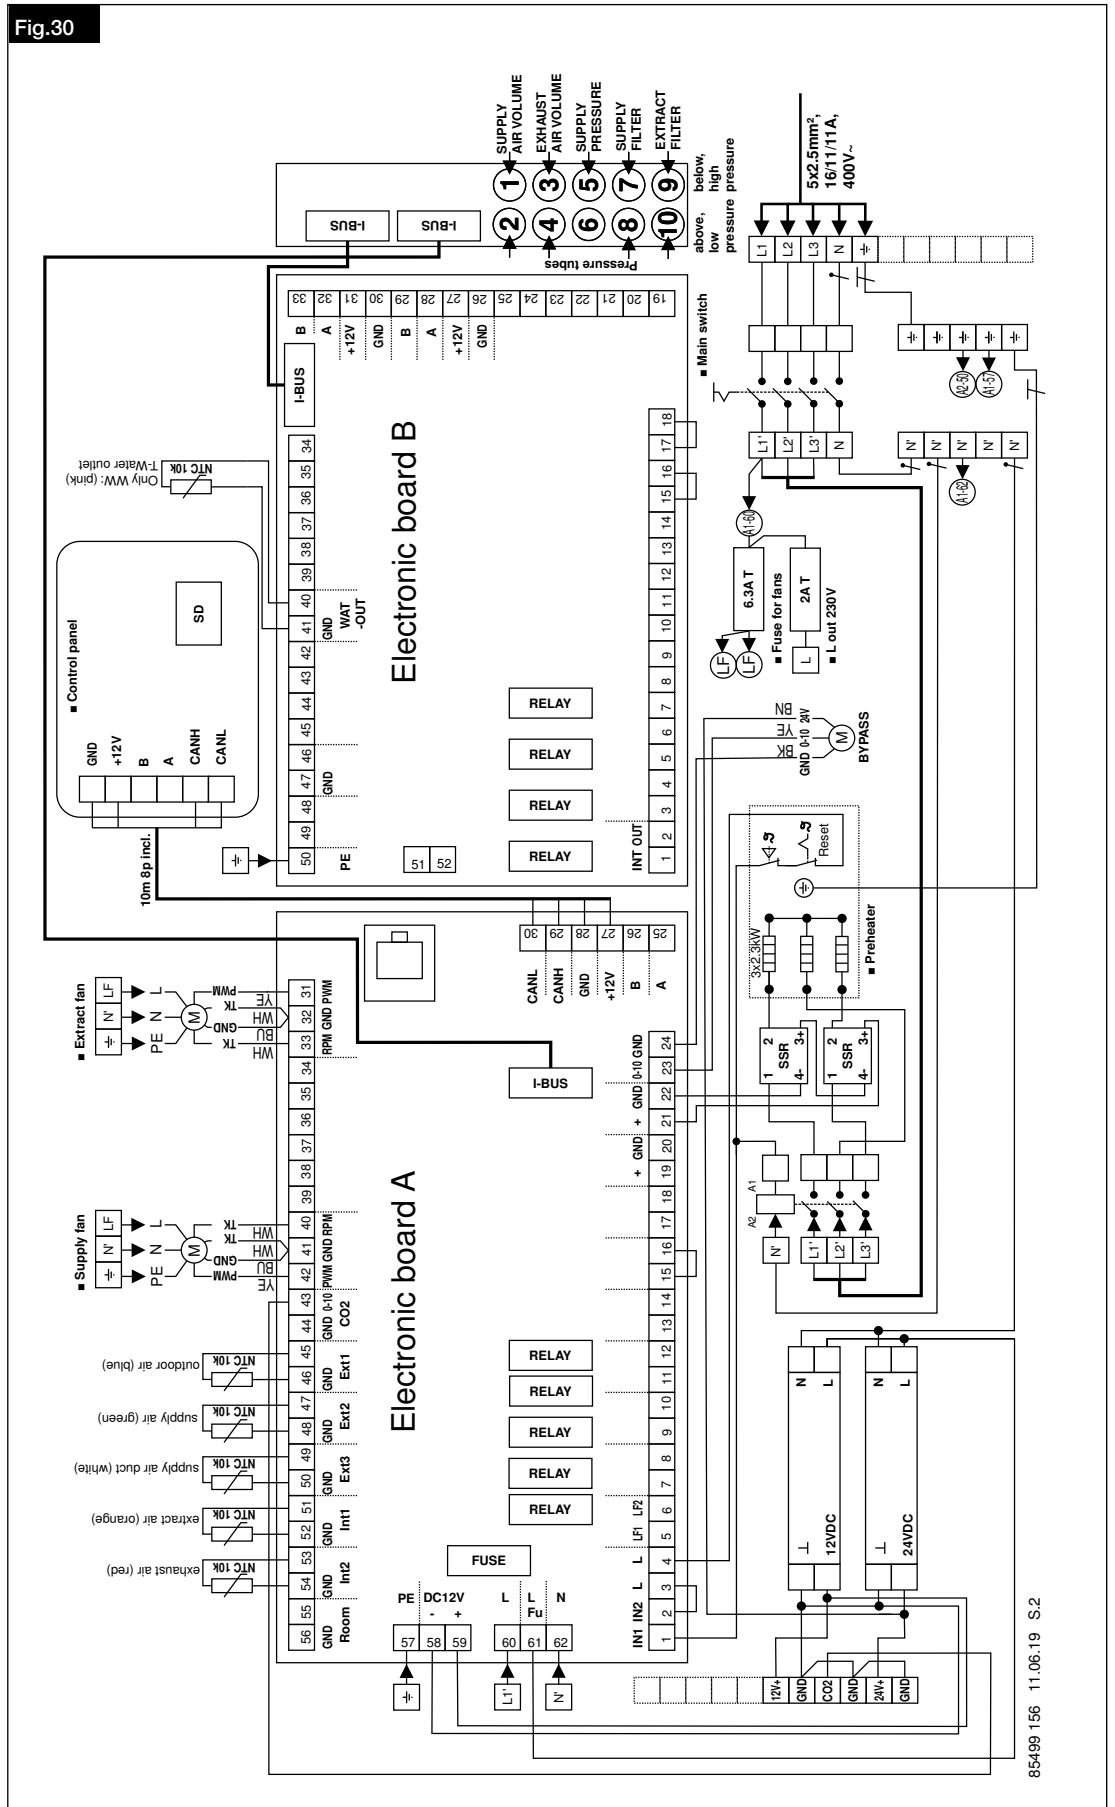 Fig.30
SUPPLY
AIR VOLUME
EXHAUST
AIR VOLUME
SUPPLY
PRESSURE
SUPPLY
FILTER
EXTRACT
FILTER
1 3 5 7 9
2 4 6 8 10
below,
high
pressure
above,
low
pressure
Pressure tubes
I-BUS
I-BUS
5x2.5mm²,
16/11/11A,
400V~
L1 L2 L3 N
■ Main switch
L1' L2' L3' N
A2-50
A1-57
N' N' N' N' N'
A1-62
A1-60
6.3A T
2A T
LF
LF
L
■ Fuse for fans
■ L out 230V
Only WW: (pink)
T-Water outlet
NTC 10k
■ Control panel
SD
GND
+12V
B
A
CANH
CANL
10m 8p incl.
Electronic board B
I-BUS
33 32 31 30 29 28 27 26 25 24 23 22 21 20 19
B
A
+12V
GND
B
A
+12V
GND
50 49 48 47 46 45 44 43 42 41 40 39 38 37 36 35 34
PE
GND
GND
WAT
-OUT
51 52
RELAY
RELAY
RELAY
RELAY
INT OUT
1 2 3 4 5 6 7 8 9 10 11 12 13 14 15 16 17 18
BN
YE
BK
24V
0-10
GND
M
BYPASS
Reset
3x2.3kW
■ Preheater
1 2
SSR
4- 3+
1 2
SSR
4- 3+
A1
A2
N'
L1' L2' L3'
■ Extract fan
N' LF
PE N L
M
PWM
TK
GND
TK
YE
WH
BU
WH
■ Supply fan
N' LF
PE N L
M
TK
TK
GND
PWM
WH
WH
BU
YE
outdoor air (blue)
NTC 10k
supply air (green)
NTC 10k
supply air duct (white)
NTC 10k
extract air (orange)
NTC 10k
exhaust air (red)
NTC 10k
Electronic board A
56 55 54 53 52 51 50 49 48 47 46 45 44 43 42 41 40 39 38 37 36 35 34 33 32 31
GND
Room
GND
Int2
GND
Int1
GND
Ext3
GND
Ext2
GND
Ext1
GND 0-10
CO2
PWM GND RPM
RPM GND PWM
30 29 28 27 26 25
CANL
CANH
GND
+12V
B
A
I-BUS
RELAY
RELAY
RELAY
RELAY
RELAY
FUSE
PE
DC12V
- +
L
L
Fu
N
57 58 59
60 61 62
L1'
N'
IN1 IN2 L L LF1 LF2
+ GND + GND 0-10 GND
1 2 3 4 5 6 7 8 9 10 11 12 13 14 15 16 17 18 19 20 21 22 23 24
N
L
12VDC
⊥
N
L
24VDC
⊥
12V+ GND CO2 GND 24V+ GND
85499 156 11.06.19 S.2